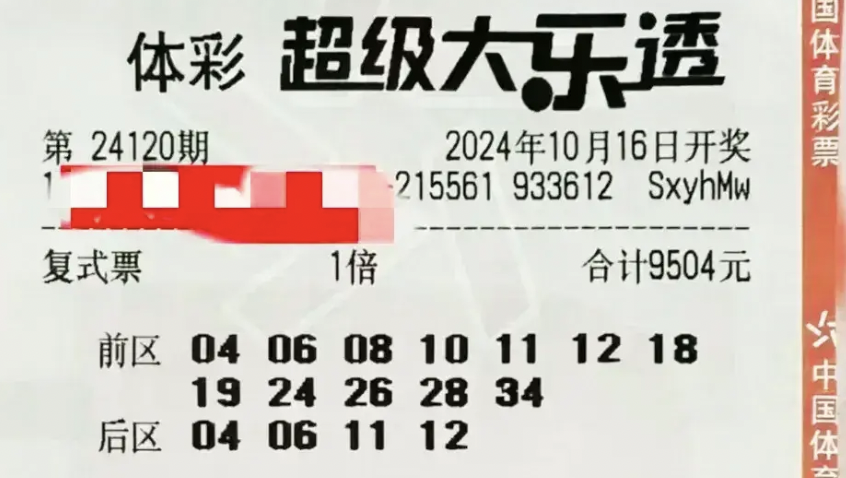 体彩 超级大乐透
第 24120期 2024年10月16日开奖
-215561 933612 SxyhMw
复式票 1倍 合计9504元
前区 04 06 08 10 11 12 18
19 24 26 28 34
后区 04 06 11 12
国体育彩票
中国体育